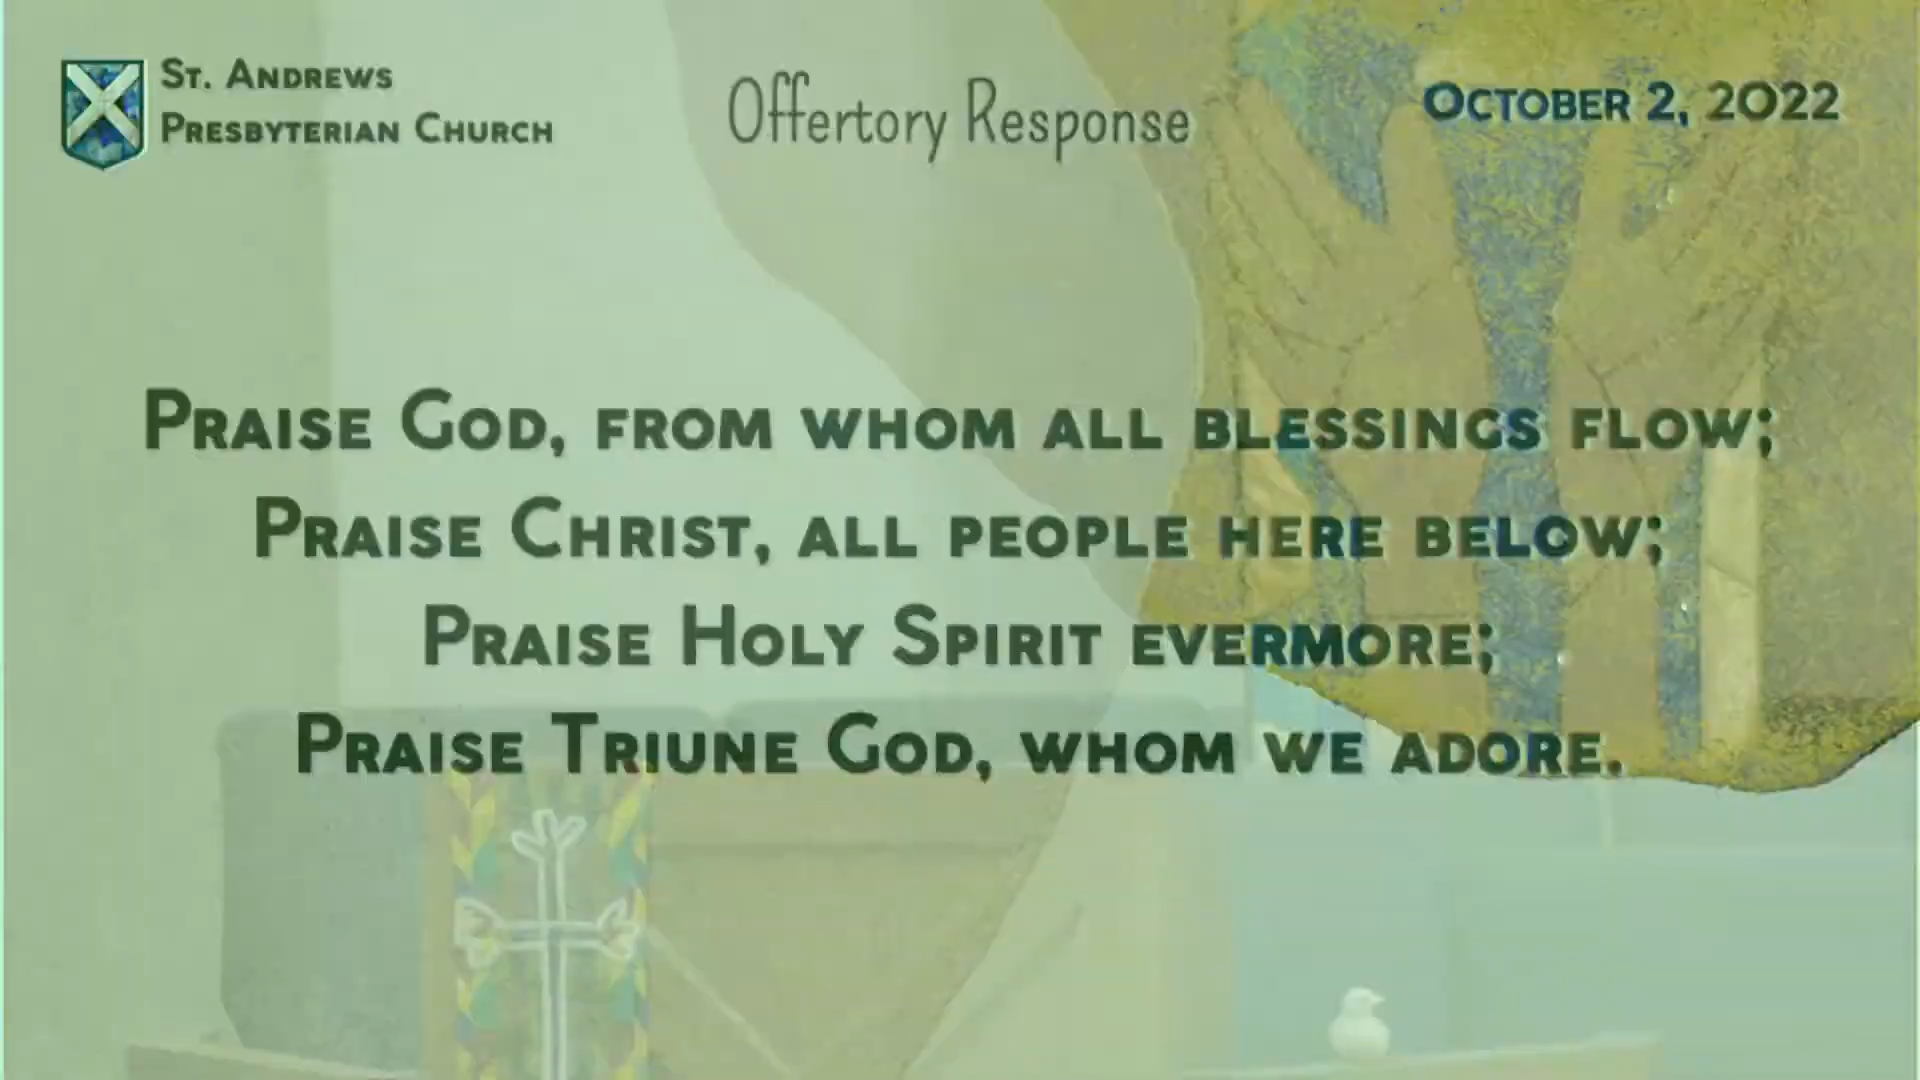 St. Andrews
Presbyterian Church
Offertory Response
October 2, 2022
Praise God, from whom all blessings flow;
Praise Christ, all people here below;
Praise Holy Spirit evermore;
Praise Triune God, whom we adore.